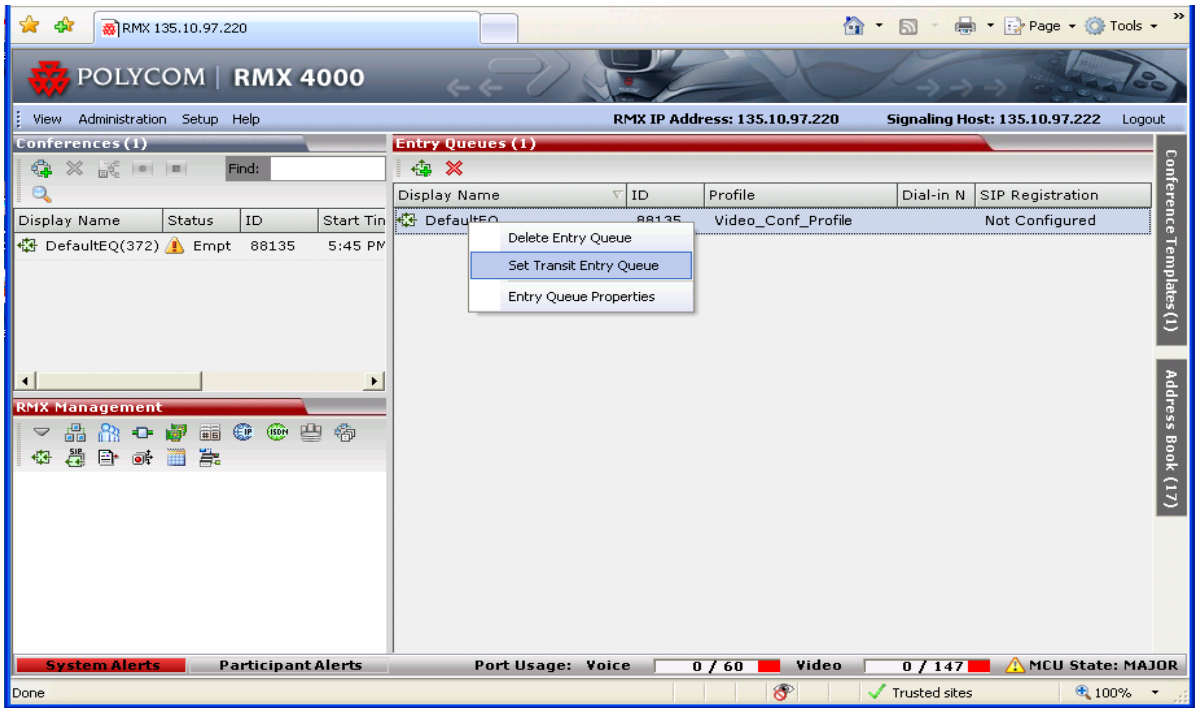 RMX 135.10.97.220
Page
Tools
»
POLYCOM | RMX 4000
View Administration Setup Help
RMX IP Address: 135.10.97.220
Signaling Host: 135.10.97.222
Logout
Conferences (1)
Find:
Display Name Status ID Start Tin
DefaultEQ(372) Empt 88135 5:45 PM
RMX Management
Entry Queues (1)
Display Name ID Profile Dial-in N SIP Registration
DefaultEQ 88135 Video_Conf_Profile Not Configured
Delete Entry Queue
Set Transit Entry Queue
Entry Queue Properties
Conference Templates (1)
Address Book (17)
System Alerts
Participant Alerts
Port Usage: Voice 0 / 60 Video 0 / 147 MCU State: MAJOR
Done
Trusted sites
100%